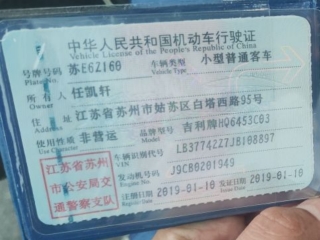 中华人民共和国机动车行驶证
Vehicle License of the People's Republic of China
号牌号码 苏E6Z160 车辆类型 小型普通客车
Plate No. Vehicle Type
所有人 任凯轩
Owner
住址 江苏省苏州市姑苏区白塔西路95号
Address
使用性质 非营运 品牌型号 吉利牌HQ6453C03
Use Character Model
车辆识别代号 LB37742Z7JB108897
VIN
江苏省苏州市公安局交通警察支队
发动机号码 J9CB0201949
Engine No.
注册日期 2019-01-10 发证日期 2019-01-10
Register Date Issue Date